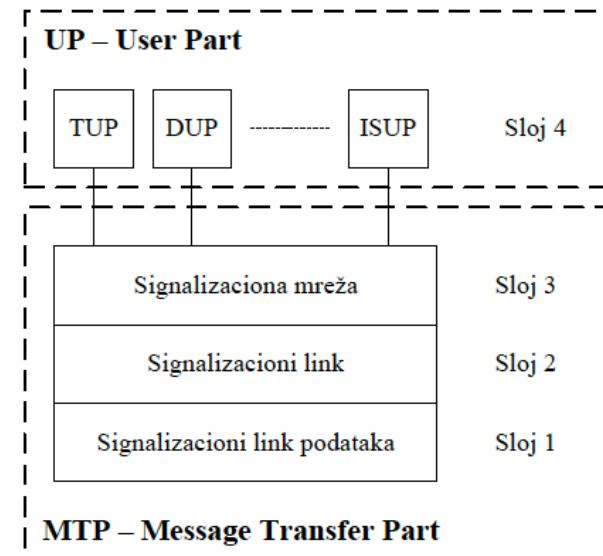 UP – User Part
TUP DUP ISUP Sloj 4
Signalizaciona mreža Sloj 3
Signalizacioni link Sloj 2
Signalizacioni link podataka Sloj 1
MTP – Message Transfer Part